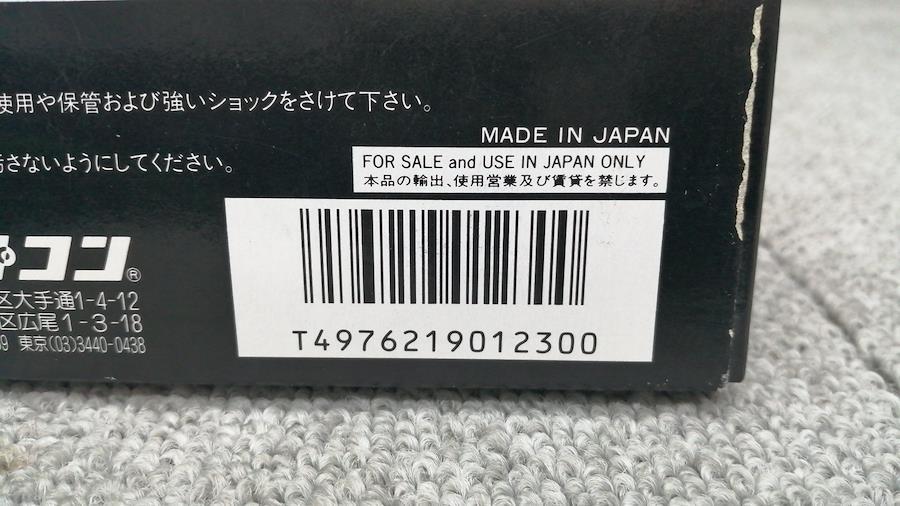 使用や保管および強いショックをさけて下さい。
汚さないようにしてください。
MADE IN JAPAN
FOR SALE and USE IN JAPAN ONLY
本品の輸出、使用営業及び賃貸を禁じます。
T4976219012300
コン®
区大手通1-4-12
区広尾1-3-18
東京(03)3440-0438